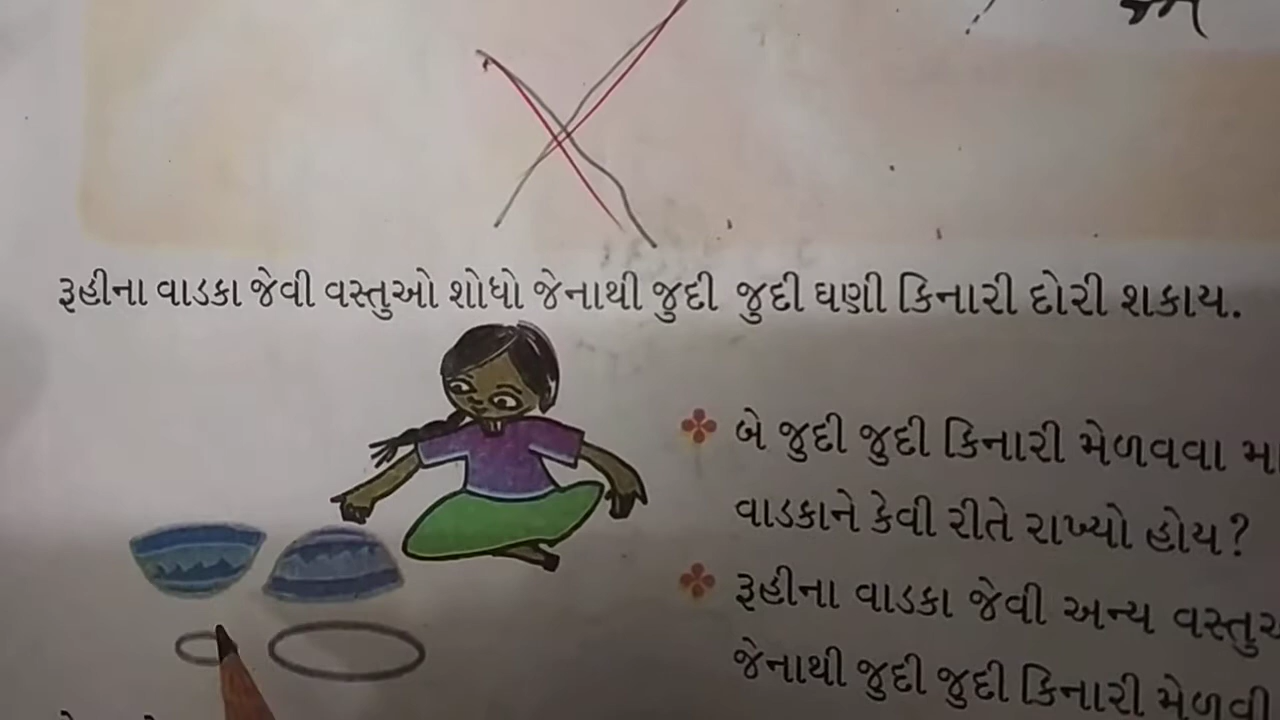 રૂહીના વાડકા જેવી વસ્તુઓ શોધો જેનાથી જુદી જુદી ઘણી કિનારી દોરી શકાય.
બે જુદી જુદી કિનારી મેળવવા
વાડકાને કેવી રીતે રાખ્યો હોય?
રૂહીના વાડકા જેવી અન્ય
જેનાથી જુદી જુદી કિનારી